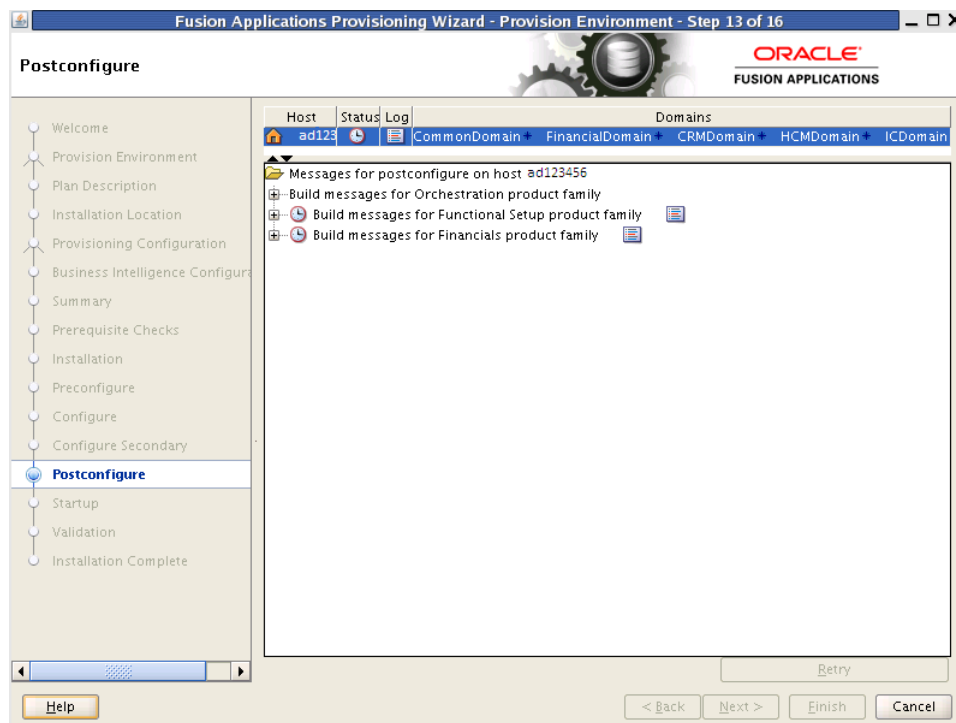 Fusion Applications Provisioning Wizard - Provision Environment - Step 13 of 16
Postconfigure
ORACLE
FUSION APPLICATIONS
Welcome
Provision Environment
Plan Description
Installation Location
Provisioning Configuration
Business Intelligence Configura
Summary
Prerequisite Checks
Installation
Preconfigure
Configure
Configure Secondary
Postconfigure
Startup
Validation
Installation Complete
Host Status Log Domains
ad123 CommonDomain+ FinancialDomain+ CRMDomain+ HCMDomain+ ICDomain
Messages for postconfigure on host ad123456
Build messages for Orchestration product family
Build messages for Functional Setup product family
Build messages for Financials product family
Retry
Help < Back Next > Finish Cancel